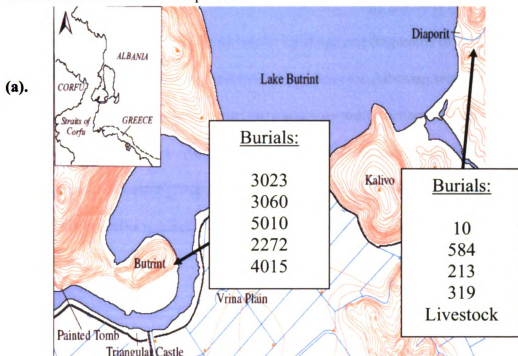 (a).
ALBANIA
CORFU
Straits of
Corfu
GREECE
Diaporit
Lake Butrint
Kalivo
Butrint
Vrina Plain
Painted Tomb
Triangular Castle
Burials:
3023
3060
5010
2272
4015
Burials:
10
584
213
319
Livestock